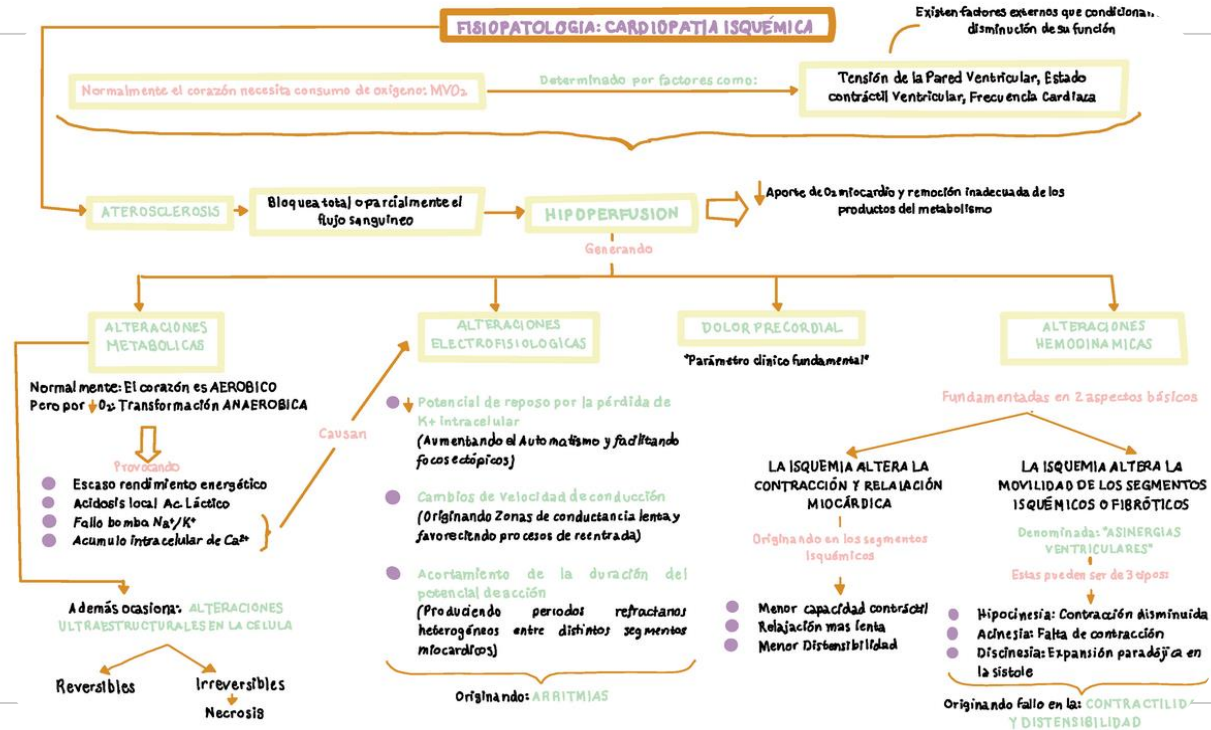 FISIOPATOLOGIA: CARDIOPATIA ISQUÉMICA
Existen factores externos que condicionan..
disminución de su función
Normalmente el corazón necesita consumo de oxigeno: MVO₂
Determinado por factores como:
Tensión de la Pared Ventricular, Estado
contráctil Ventricular, Frecuencia Cardiaca
ATEROSCLEROSIS
Bloquea total o parcialmente el
flujo sanguineo
HIPOPERFUSION
Aporte de O₂ miocardio y remoción inadecuada de los
productos del metabolismo
Generando
ALTERACIONES
METABOLICAS
Normalmente: El corazón es AEROBICO
Pero por ↓O₂: Transformación ANAEROBICA
Provocando
Escaso rendimiento energético
Acidosis local Ac. Láctico
Fallo bomba Na⁺/K⁺
Acumulo intracelular de Ca²⁺
Causan
Además ocasiona: ALTERACIONES
ULTRAESTRUCTURALES EN LA CÉLULA
Reversibles
Irreversibles
Necrosis
ALTERACIONES
ELECTROFISIOLOGICAS
↓ Potencial de reposo por la pérdida de
K+ intracelular
(Aumentando el Automatismo y facilitando
focos ectópicos)
Cambios de Velocidad de conducción
(Originando Zonas de conductancia lenta y
favoreciendo procesos de reentrada)
Acortamiento de la duración del
potencial de acción
(Produciendo periodos refractarios
heterogéneos entre distintos segmentos
miocardicos)
Originando: ARRITMIAS
DOLOR PRECORDIAL
"Parámetro clinico fundamental"
ALTERACIONES
HEMODINAMICAS
Fundamentadas en 2 aspectos básicos
LA ISQUEMIA ALTERA LA
CONTRACCIÓN Y RELAJACIÓN
MIOCÁRDICA
Originando en los segmentos
Isquémicos
Menor capacidad contráctil
Relajación mas lenta
Menor Distensibilidad
LA ISQUEMIA ALTERA LA
MOVILIDAD DE LOS SEGMENTOS
ISQUÉMICOS O FIBRÓTICOS
Denominada: "ASINERGIAS
VENTRICULARES"
Estas pueden ser de 3 tipos:
Hipocinesia: Contracción disminuida
Acinesia: Falta de contracción
Discinesia: Expansión paradójica en
la sistole
Originando fallo en la: CONTRACTILID
Y DISTENSIBILIDAD